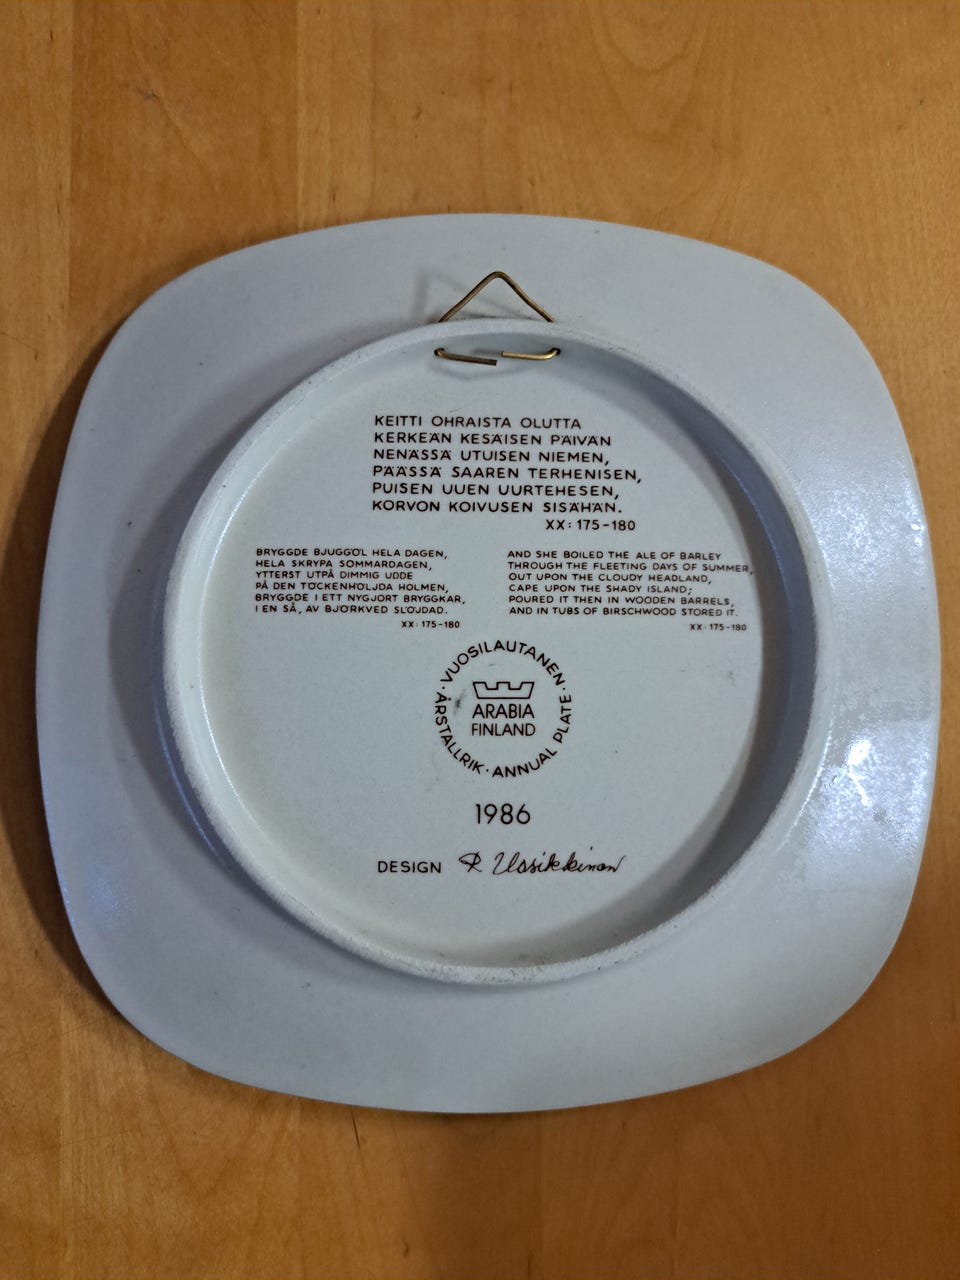 KEITTI OHRAISTA OLUTTA
KERKEÄN KESÄISEN PÄIVÄN
NENÄSSÄ UTUISEN NIEMEN,
PÄÄSSÄ SAAREN TERHENISEN,
PUISEN UUEN UURTEHESEN,
KORVON KOIVUSEN SISÄHÄN.
XX: 175-180
BRYGGDE BJUGGÖL HELA DAGEN,
HELA SKRYPA SOMMARDAGEN,
YTTERST UTPÅ DIMMIG UDDE
PÅ DEN TÖCKENHÖLJDA HOLMEN,
BRYGGDE I ETT NYGJORT BRYGGKAR,
I EN SÅ, AV BJÖRKVED SLÖJDAD.
XX: 175-180
AND SHE BOILED THE ALE OF BARLEY
THROUGH THE FLEETING DAYS OF SUMMER,
OUT UPON THE CLOUDY HEADLAND,
CAPE UPON THE SHADY ISLAND;
POURED IT THEN IN WOODEN BARRELS,
AND IN TUBS OF BIRSCHWOOD STORED IT.
XX: 175-180
· VUOSILAUTANEN · ANNUAL PLATE · ÅRSTALLRIK
ARABIA
FINLAND
1986
DESIGN R Uosikkinen